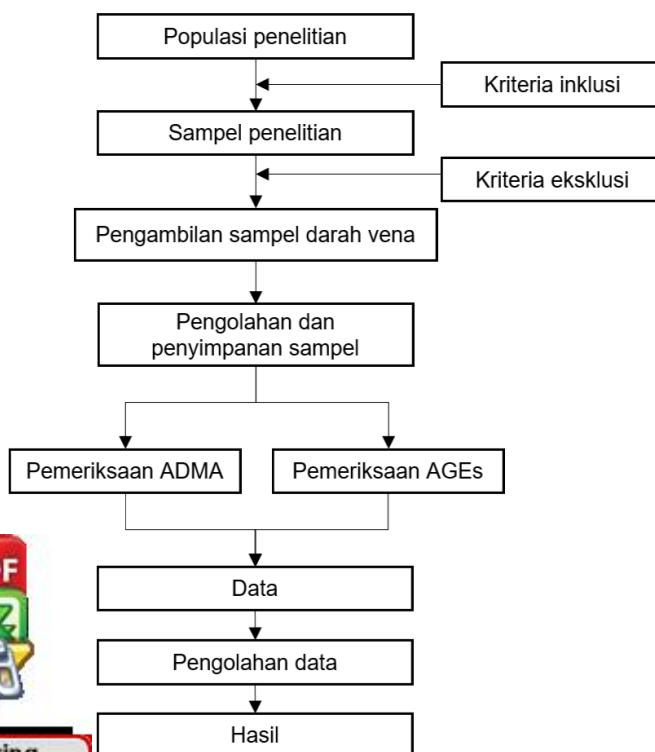 Populasi penelitian
Kriteria inklusi
Sampel penelitian
Kriteria eksklusi
Pengambilan sampel darah vena
Pengolahan dan
penyimpanan sampel
Pemeriksaan ADMA
Pemeriksaan AGEs
Data
Pengolahan data
Hasil